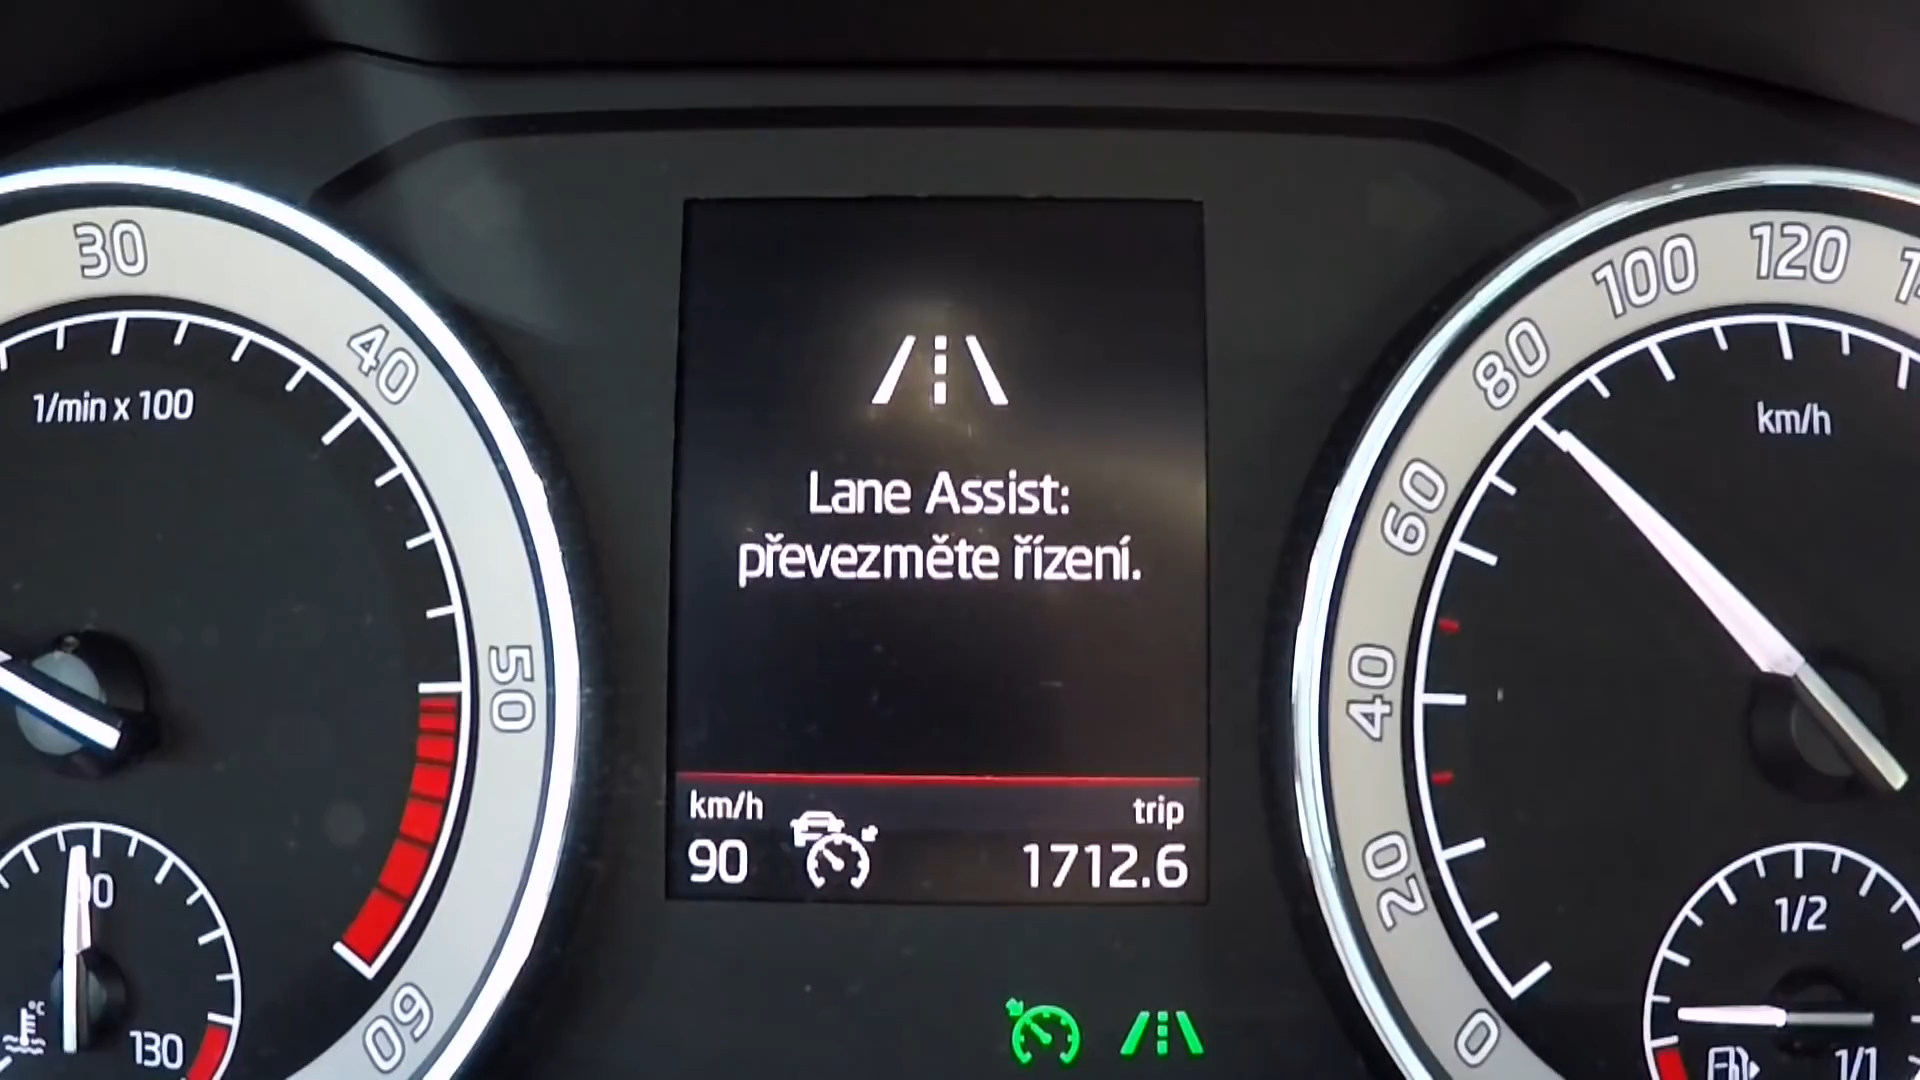 30
40
50
60
1/min x 100
90
130
°C
Lane Assist:
převezměte řízení.
km/h
90
trip
1712.6
0
20
40
60
80
100
120
km/h
1/2
1/1